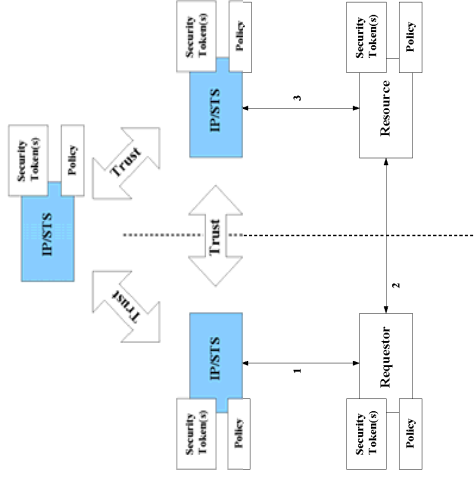 IP/STS
Security
Token(s)
Policy
Trust
Trust
Security
Token(s)
Policy
IP/STS
Trust
IP/STS
Security
Token(s)
Policy
1
3
Security
Token(s)
Policy
Requestor
2
Resource
Security
Token(s)
Policy